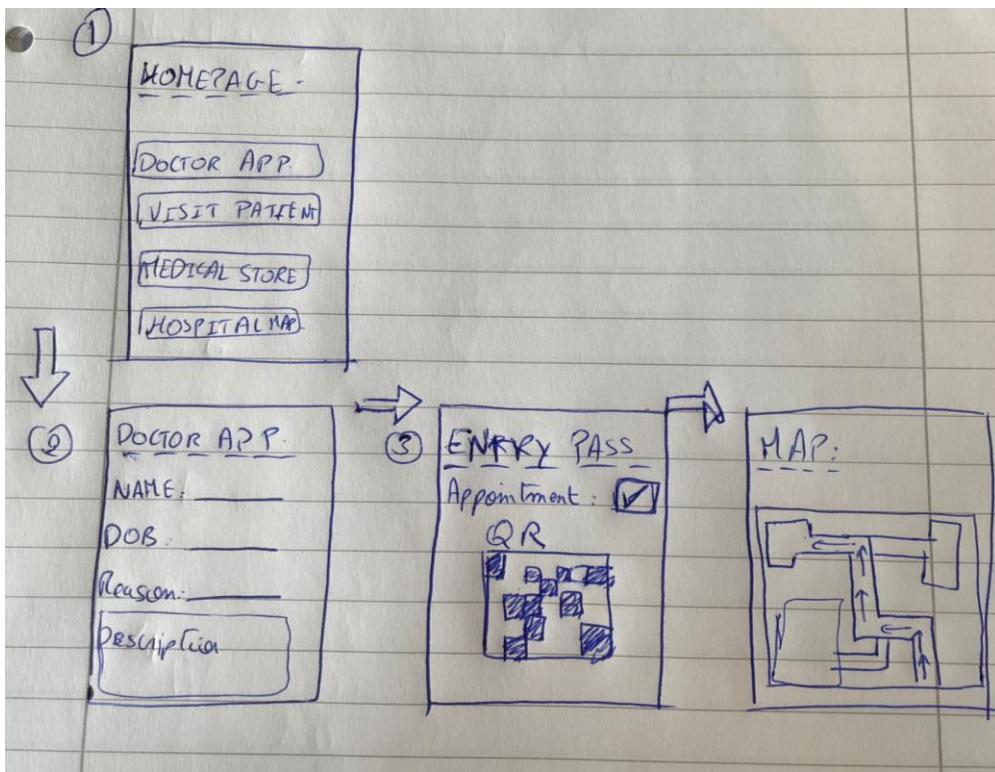 1
HOMEPAGE -
DOCTOR APP.
VISIT PATIENT
MEDICAL STORE
HOSPITAL MAP
2
DOCTOR APP.
NAME:
DOB:
Reason:
Description
3
ENTRY PASS
Appointment:
QR
MAP: